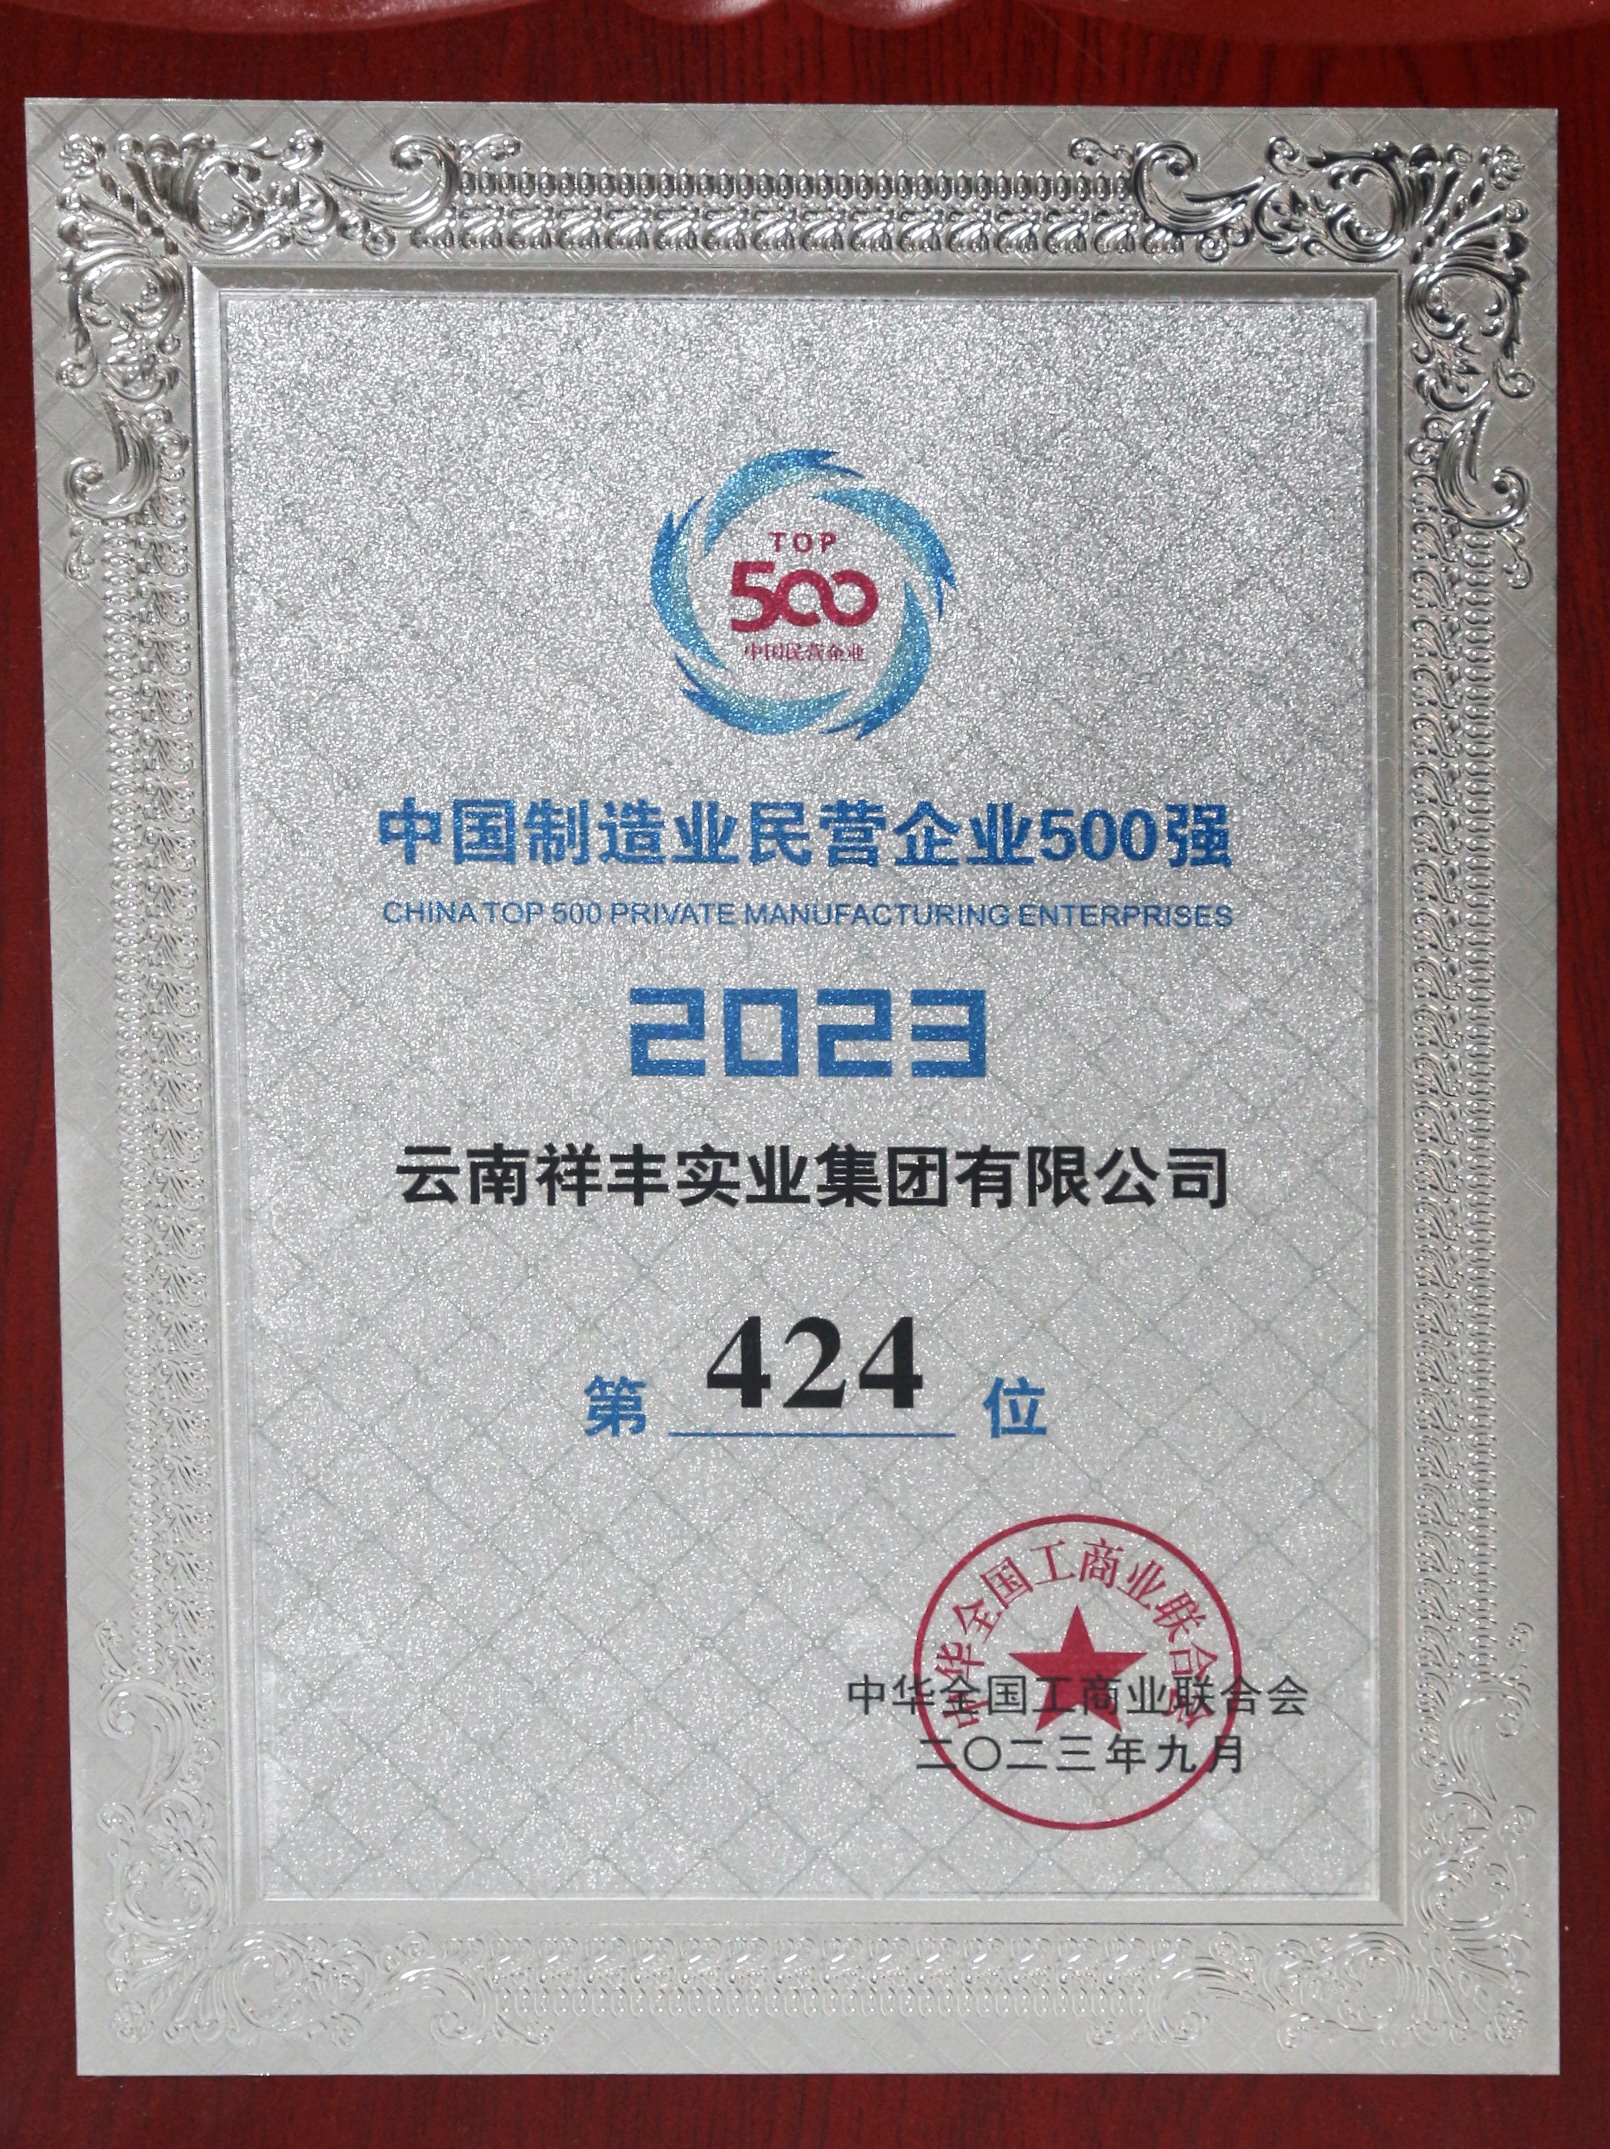 TOP
500
中国民营企业
中国制造业民营企业500强
CHINA TOP 500 PRIVATE MANUFACTURING ENTERPRISES
2023
云南祥丰实业集团有限公司
第 424 位
中华全国工商业联合会
中华全国工商业联合会
二〇二三年九月